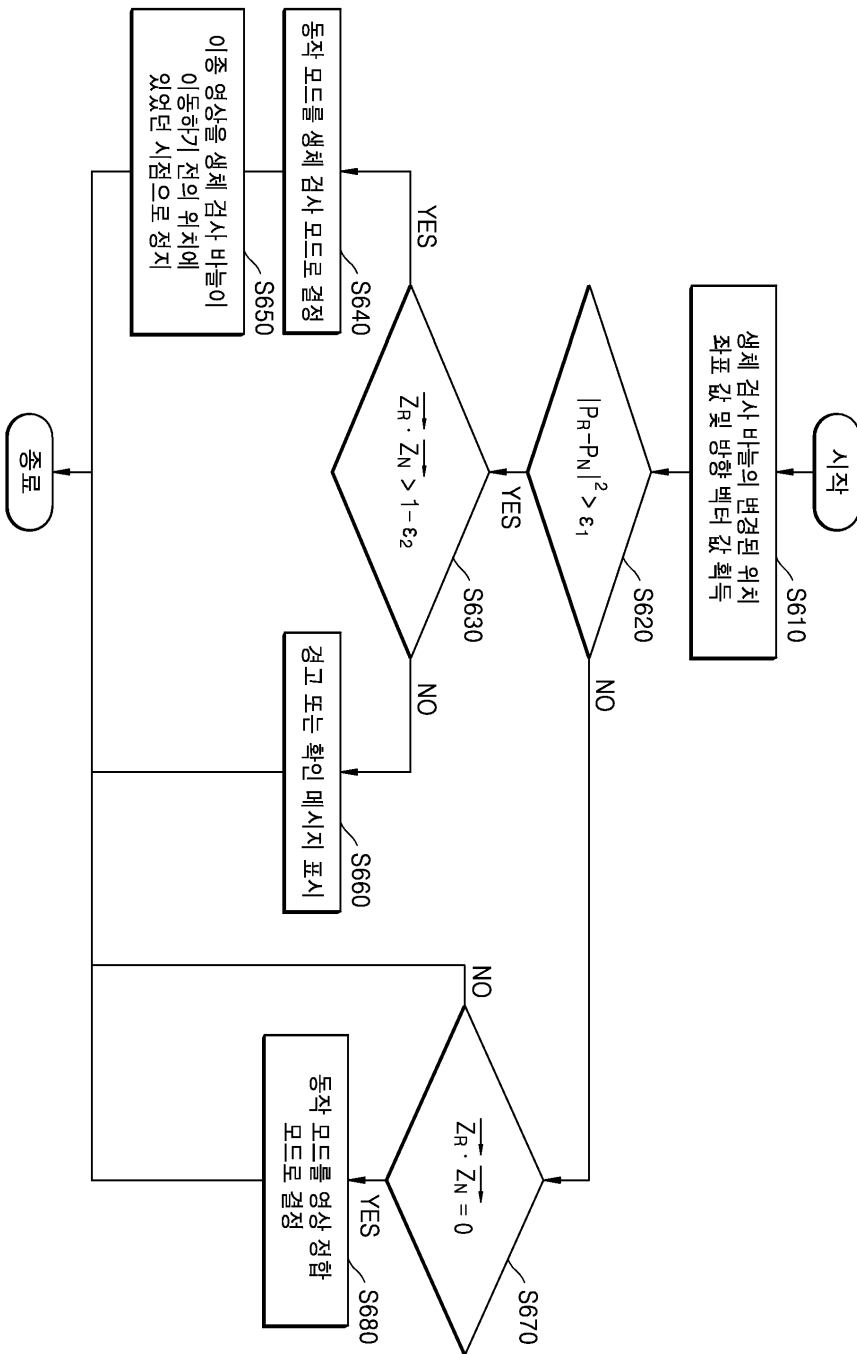 시작
생체 검사 바늘의 변경된 위치
좌표 값 및 방향 벡터 값 획득
S610
|P_R-P_N|² > ε₁
S620
YES
NO
Z_R · Z_N > 1-ε₂
S630
YES
NO
동작 모드를 생체 검사 모드로 결정
S640
이종 영상을 생체 검사 바늘이
이동하기 전의 위치에
있었던 시점으로 정지
S650
경고 또는 확인 메시지 표시
S660
Z_R · Z_N = 0
S670
NO
YES
동작 모드를 영상 정합
모드로 결정
S680
종료